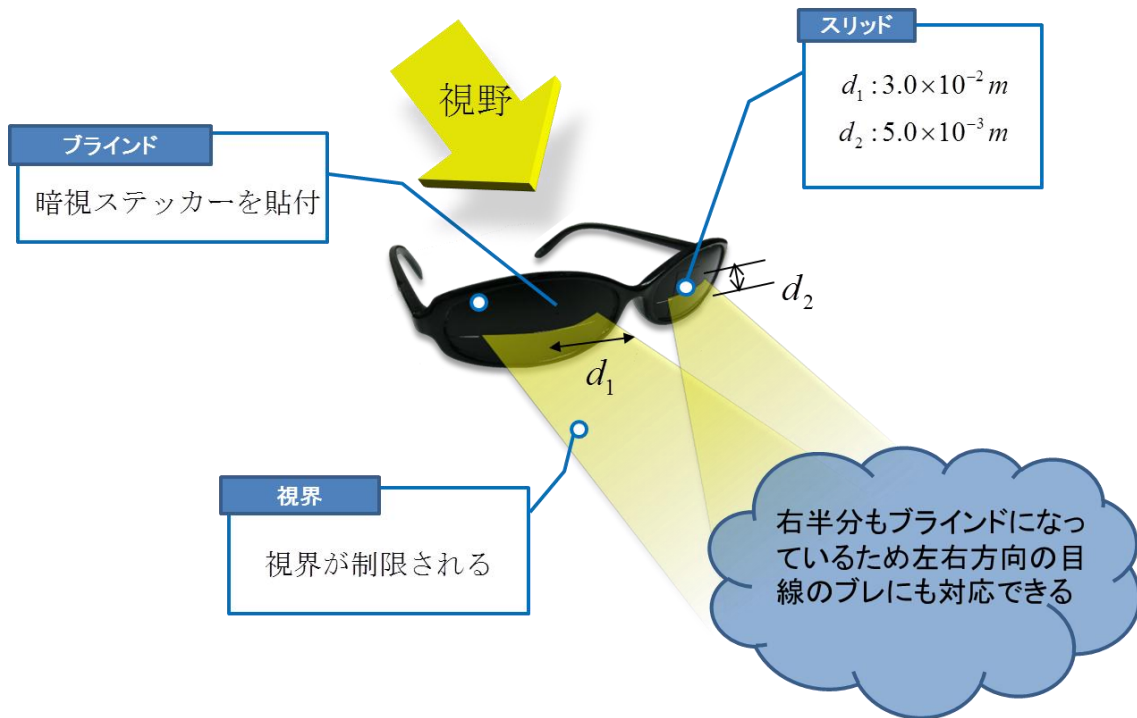 スリッド
d₁ : 3.0×10⁻² m
d₂ : 5.0×10⁻³ m
視野
ブラインド
暗視ステッカーを貼付
d₂
d₁
視界
視界が制限される
右半分もブラインドになっ
ているため左右方向の目
線のブレにも対応できる